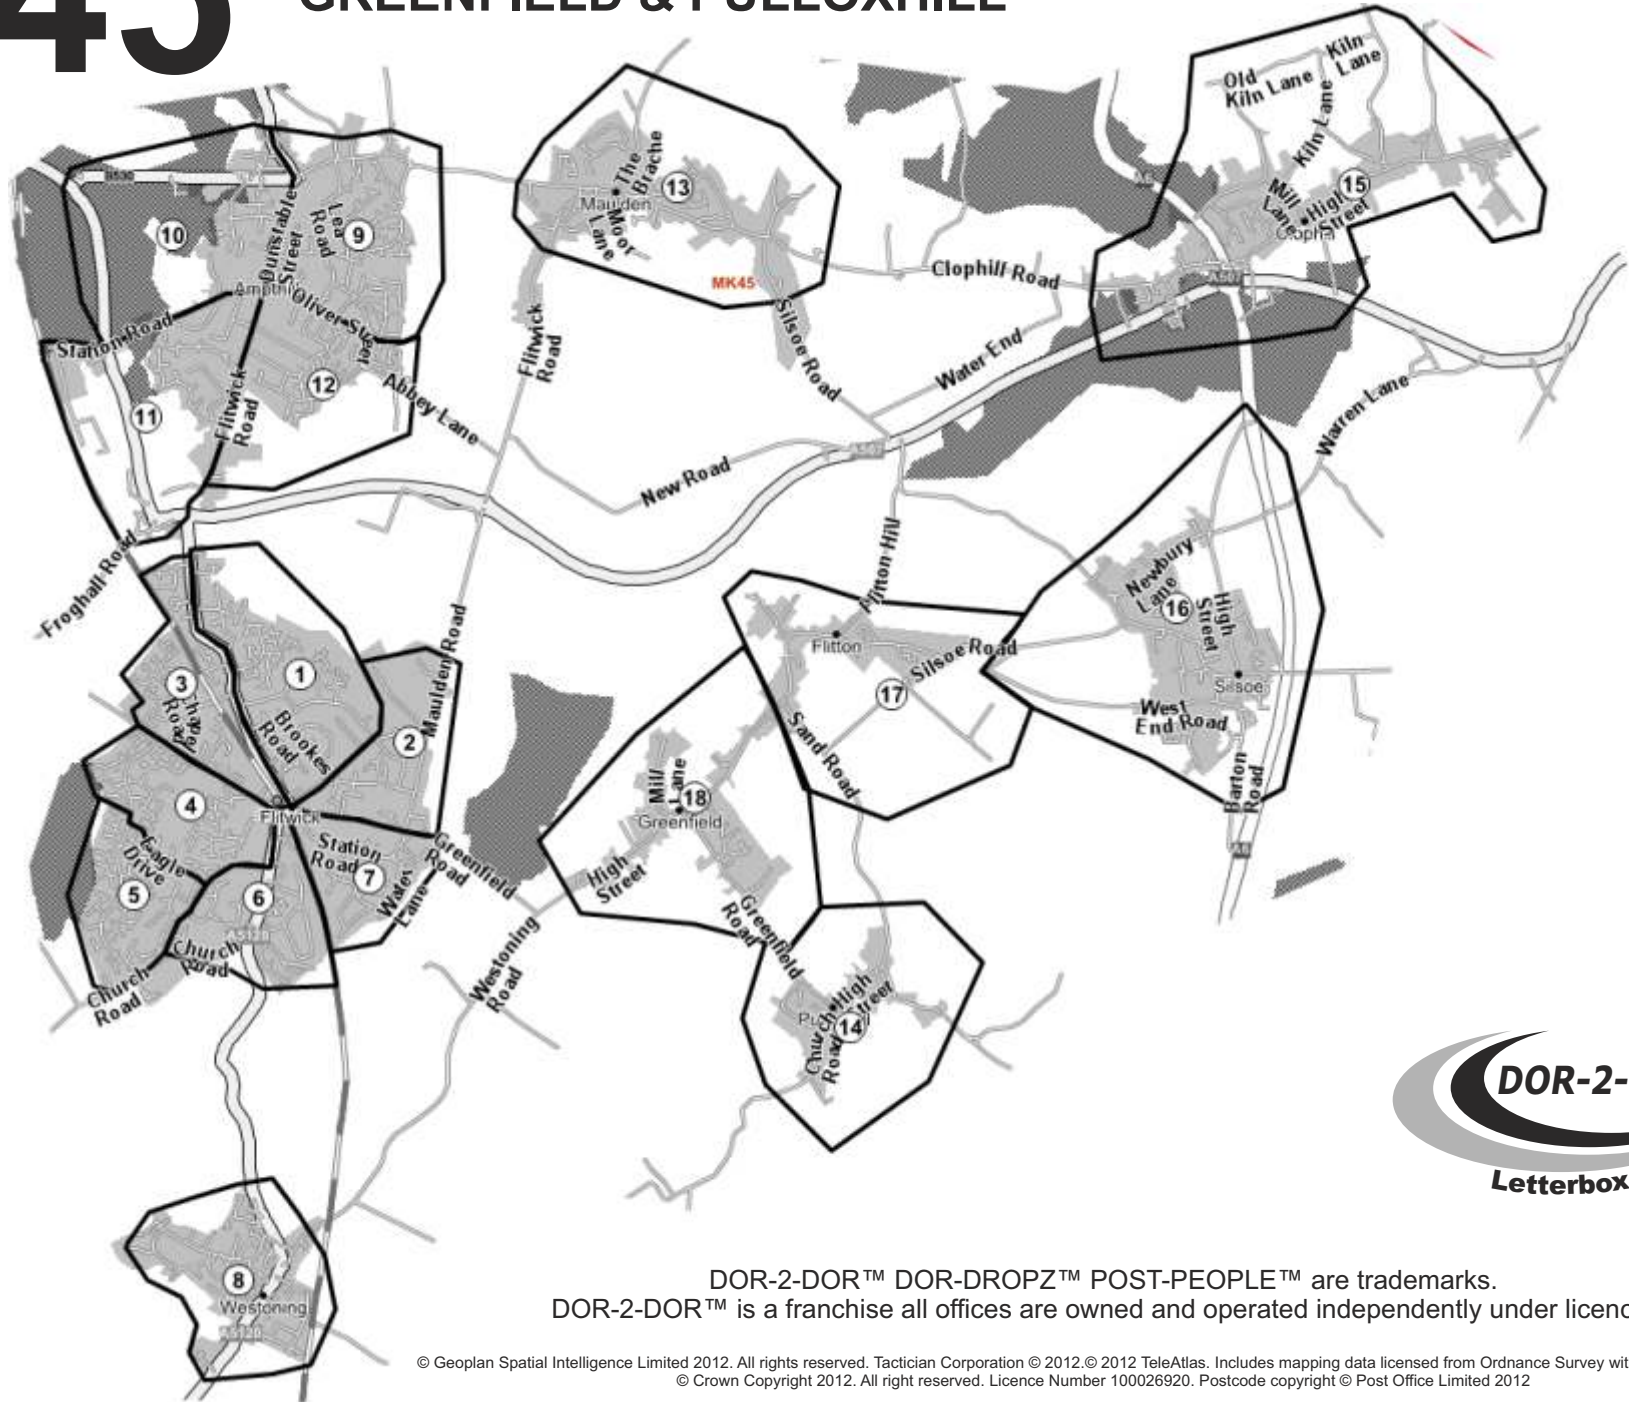 45
GREENFIELD & PULLOXHILL
Old
Kiln Lane
Kiln
Lane
Kiln Lane
Mill
Lane
High
Street
15
The
Brache
13
Maulden
Moor
Lane
MK45
Clophill Road
B530
10
Dunstable
Street
Lea
Road
9
Oliver Street
Station Road
Flitwick
Road
12
11
Abbey Lane
Flitwick
Road
Silsoe Road
Water End
A507
New Road
A507
Warren Lane
Froghall Road
Maulden Road
Flitton Hill
Flitton
Silsoe Road
17
Sand Road
Newbury
Lane
16
High
Street
Silsoe
West
End Road
Barton
Road
A6
1
3
Road
Brookes
Road
2
4
Flitwick
Eagle
Drive
5
6
Station
Road
7
Water
Lane
Greenfield
Road
A5120
Church
Road
Church
Road
Westoning
Road
Mill
Lane
18
Greenfield
High
Street
Greenfield
Road
High
Street
14
Church
Road
8
Westoning
A5120
DOR-2-
Letterbox
DOR-2-DOR™ DOR-DROPZ™ POST-PEOPLE™ are trademarks.
DOR-2-DOR™ is a franchise all offices are owned and operated independently under licenc
© Geoplan Spatial Intelligence Limited 2012. All rights reserved. Tactician Corporation © 2012.© 2012 TeleAtlas. Includes mapping data licensed from Ordnance Survey wit
© Crown Copyright 2012. All right reserved. Licence Number 100026920. Postcode copyright © Post Office Limited 2012